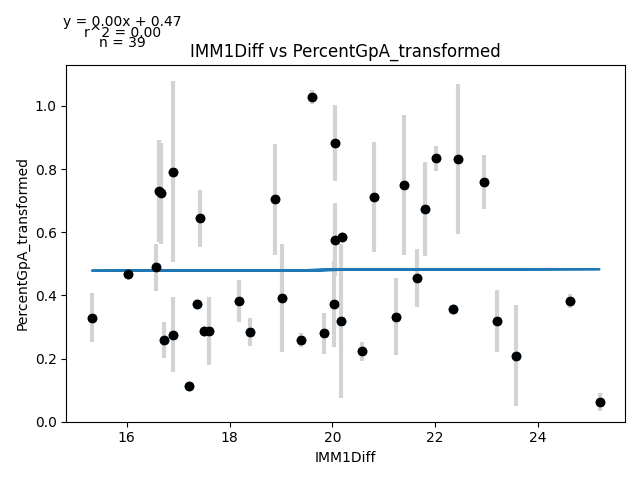 y = 0.00x + 0.47
r^2 = 0.00
n = 39
IMM1Diff vs PercentGpA_transformed
PercentGpA_transformed
1.0
0.8
0.6
0.4
0.2
0.0
16 18 20 22 24
IMM1Diff